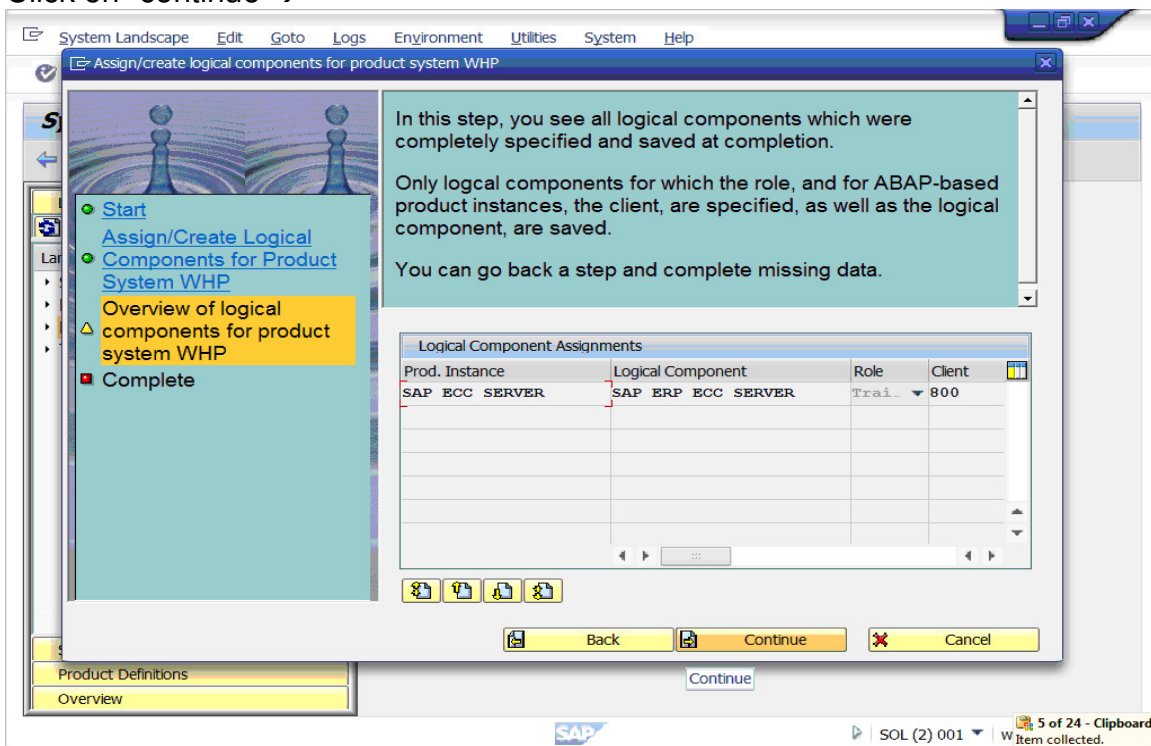 System Landscape Edit Goto Logs Environment Utilities System Help
Assign/create logical components for product system WHP
In this step, you see all logical components which were
completely specified and saved at completion.
Only logcal components for which the role, and for ABAP-based
product instances, the client, are specified, as well as the logical
component, are saved.
You can go back a step and complete missing data.
Start
Assign/Create Logical
Components for Product
System WHP
Overview of logical
components for product
system WHP
Complete
Logical Component Assignments
Prod. Instance Logical Component Role Client
SAP ECC SERVER SAP ERP ECC SERVER Trai... 800
Back Continue Cancel
Product Definitions
Continue
Overview
SAP
SOL (2) 001
5 of 24 - Clipboard
Item collected.